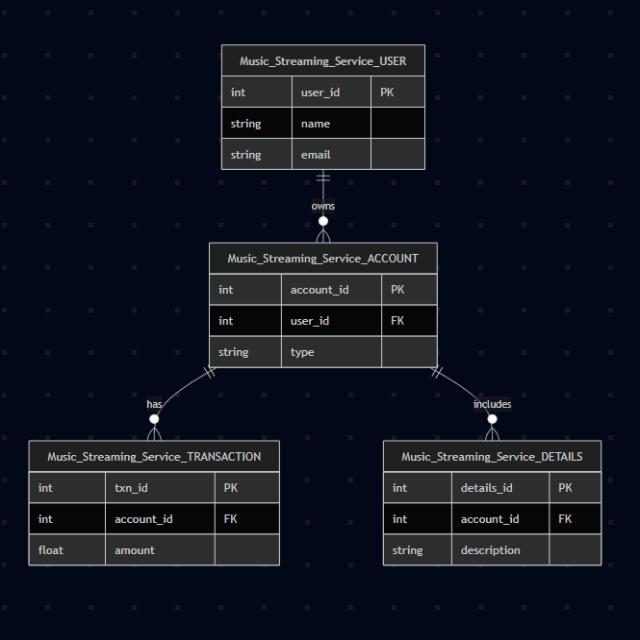 Music_Streaming_Service_USER
int user_id PK
string name
string email
owns
Music_Streaming_Service_ACCOUNT
int account_id PK
int user_id FK
string type
has
includes
Music_Streaming_Service_TRANSACTION
int txn_id PK
int account_id FK
float amount
Music_Streaming_Service_DETAILS
int details_id PK
int account_id FK
string description